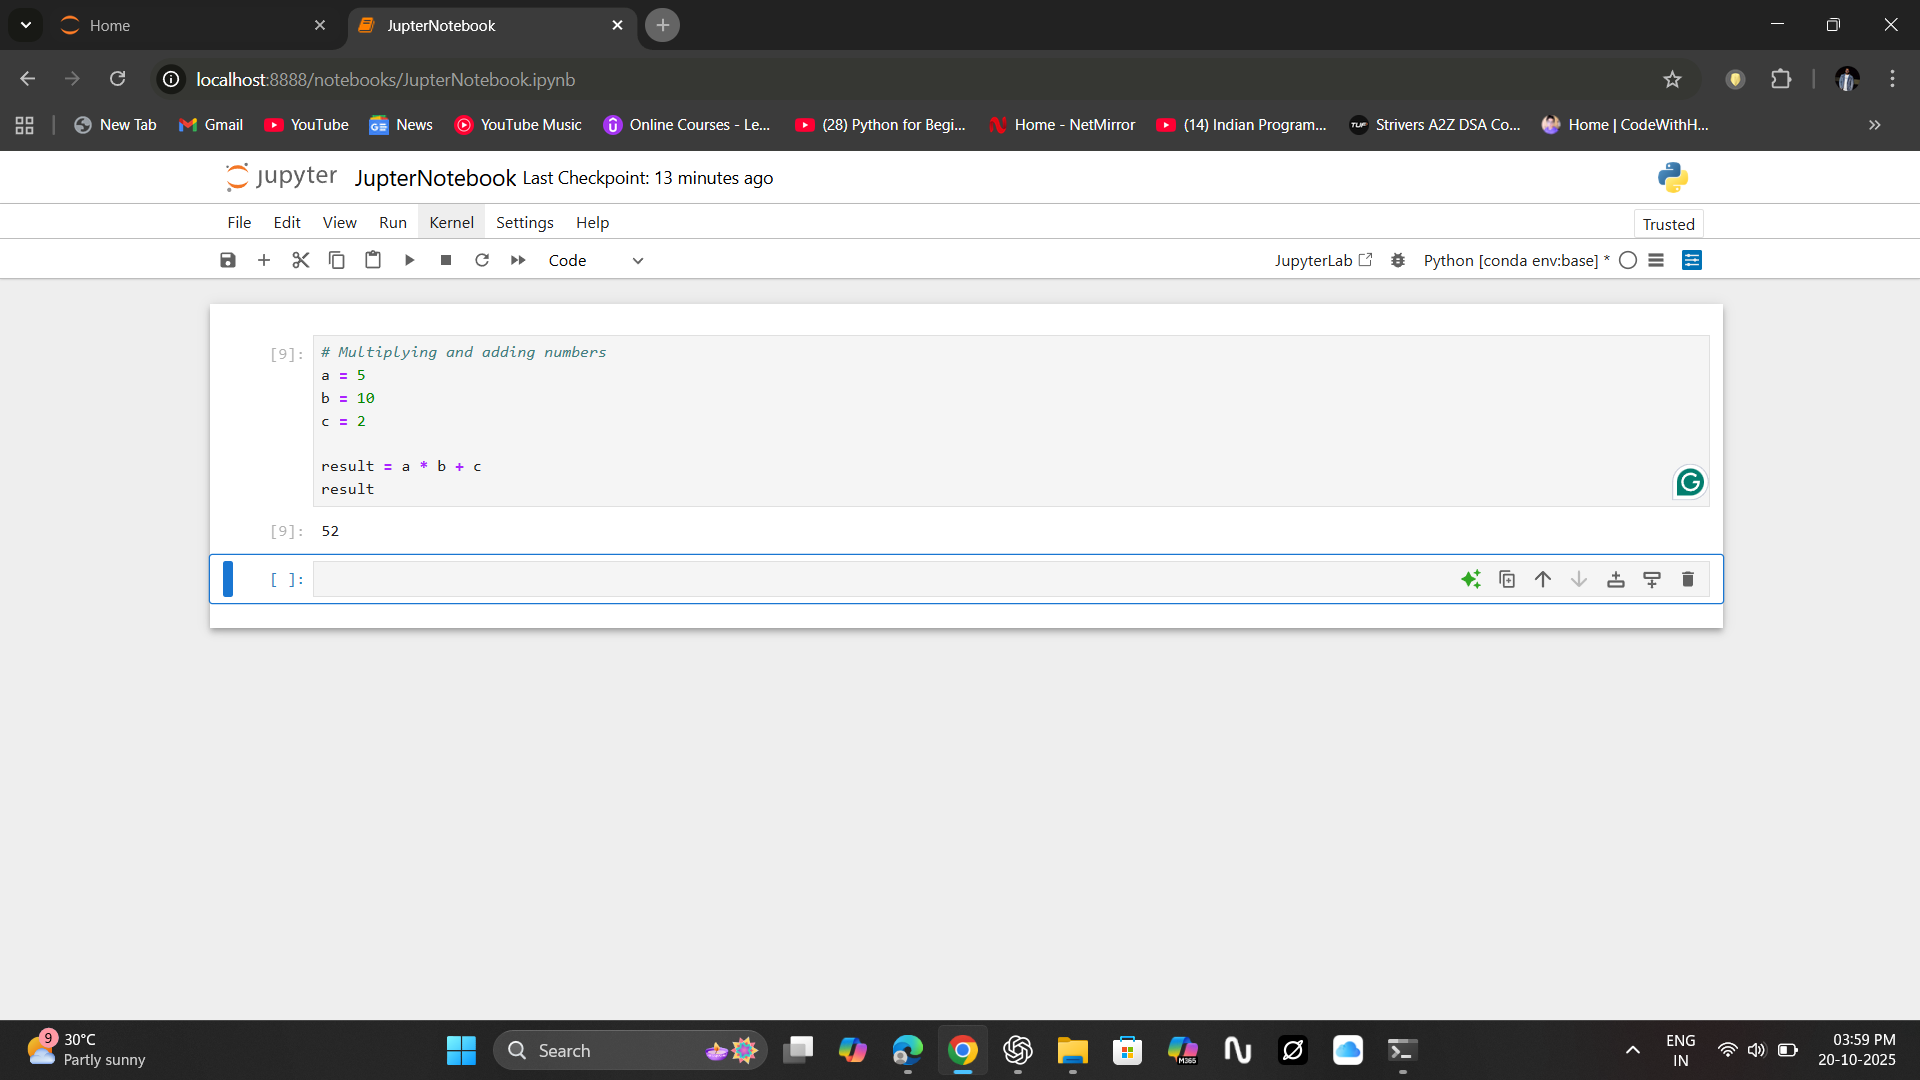 Home
JupterNotebook
localhost:8888/notebooks/JupterNotebook.ipynb
New Tab
Gmail
YouTube
News
YouTube Music
Online Courses - Le...
(28) Python for Begi...
Home - NetMirror
(14) Indian Program...
TUF
Strivers A2Z DSA Co...
Home | CodeWithH...
jupyter
JupterNotebook Last Checkpoint: 13 minutes ago
File Edit View Run Kernel Settings Help
Trusted
Code
JupyterLab
Python [conda env:base] *
[9]:
# Multiplying and adding numbers
a = 5
b = 10
c = 2
result = a * b + c
result
[9]: 52
[ ]:
9
30°C
Partly sunny
Search
M365
ENG
IN
03:59 PM
20-10-2025